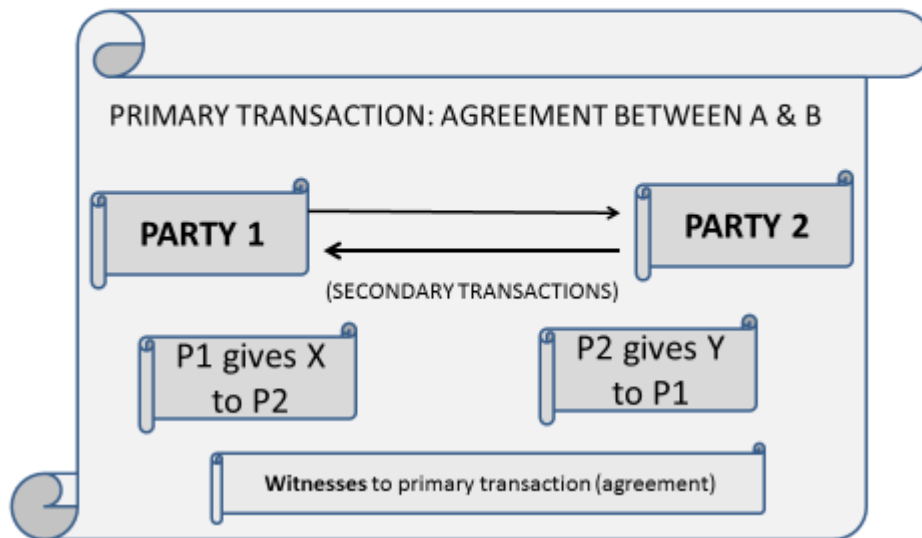 PRIMARY TRANSACTION: AGREEMENT BETWEEN A & B
PARTY 1
PARTY 2
(SECONDARY TRANSACTIONS)
P1 gives X
to P2
P2 gives Y
to P1
Witnesses to primary transaction (agreement)